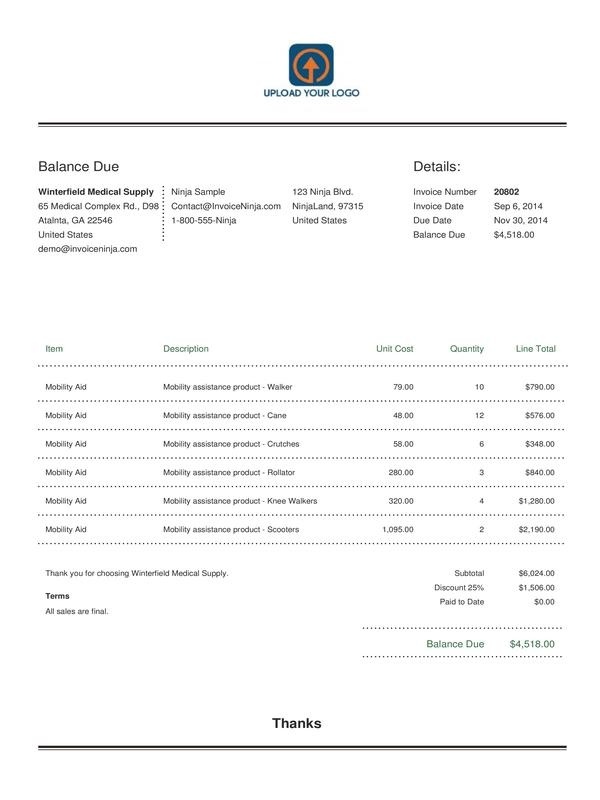 UPLOAD YOUR LOGO
Balance Due
Winterfield Medical Supply
65 Medical Complex Rd., D98
Atalnta, GA 22546
United States
demo@invoiceninja.com
Ninja Sample
Contact@InvoiceNinja.com
1-800-555-Ninja
123 Ninja Blvd.
NinjaLand, 97315
United States
Details:
Invoice Number 20802
Invoice Date Sep 6, 2014
Due Date Nov 30, 2014
Balance Due $4,518.00
Item Description Unit Cost Quantity Line Total
Mobility Aid Mobility assistance product - Walker 79.00 10 $790.00
Mobility Aid Mobility assistance product - Cane 48.00 12 $576.00
Mobility Aid Mobility assistance product - Crutches 58.00 6 $348.00
Mobility Aid Mobility assistance product - Rollator 280.00 3 $840.00
Mobility Aid Mobility assistance product - Knee Walkers 320.00 4 $1,280.00
Mobility Aid Mobility assistance product - Scooters 1,095.00 2 $2,190.00
Thank you for choosing Winterfield Medical Supply.
Terms
All sales are final.
Subtotal $6,024.00
Discount 25% $1,506.00
Paid to Date $0.00
Balance Due $4,518.00
Thanks